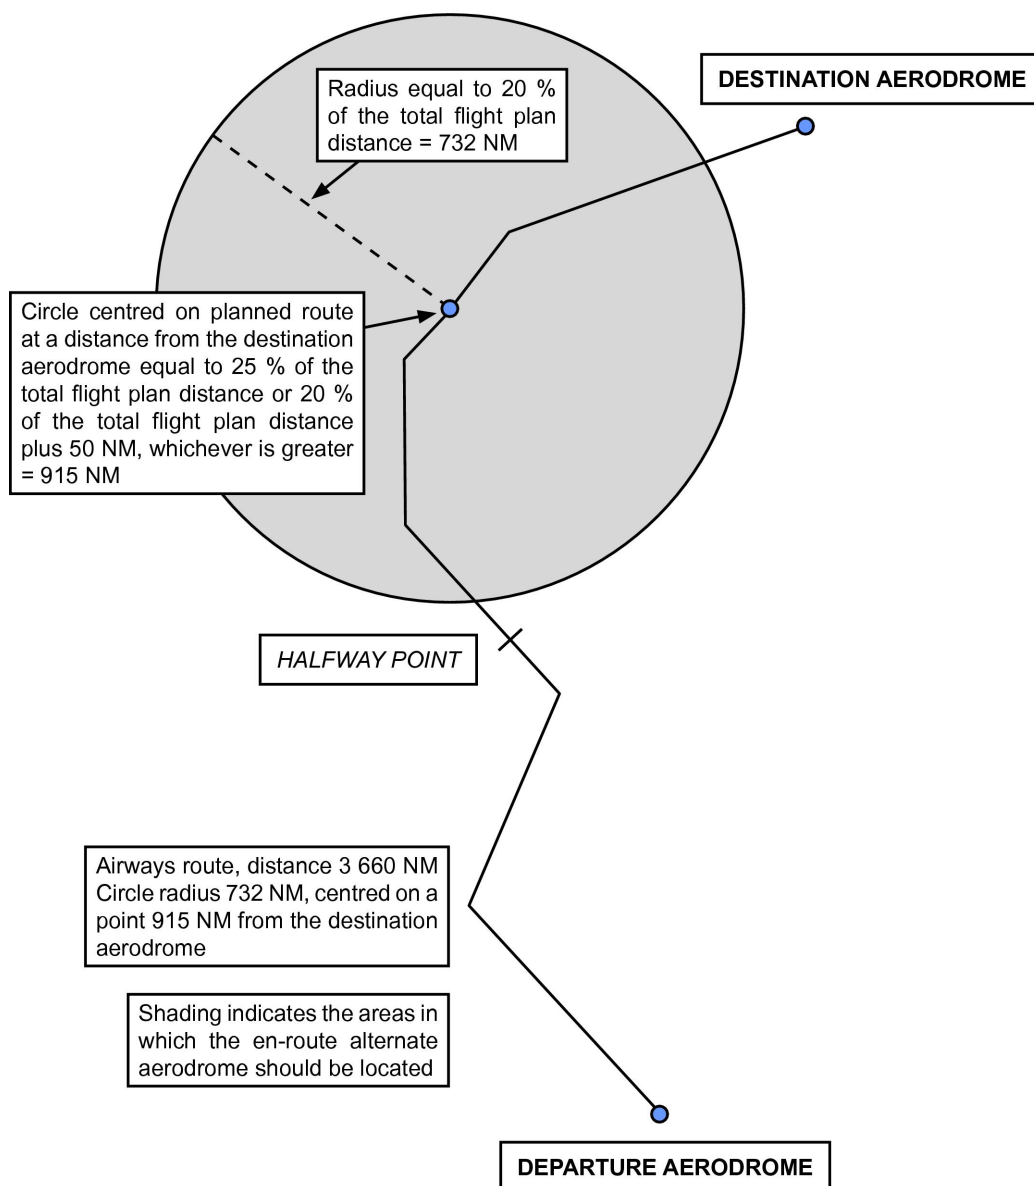 Radius equal to 20 %
of the total flight plan
distance = 732 NM
DESTINATION AERODROME
Circle centred on planned route
at a distance from the destination
aerodrome equal to 25 % of the
total flight plan distance or 20 %
of the total flight plan distance
plus 50 NM, whichever is greater
= 915 NM
HALFWAY POINT
Airways route, distance 3 660 NM
Circle radius 732 NM, centred on a
point 915 NM from the destination
aerodrome
Shading indicates the areas in
which the en-route alternate
aerodrome should be located
DEPARTURE AERODROME